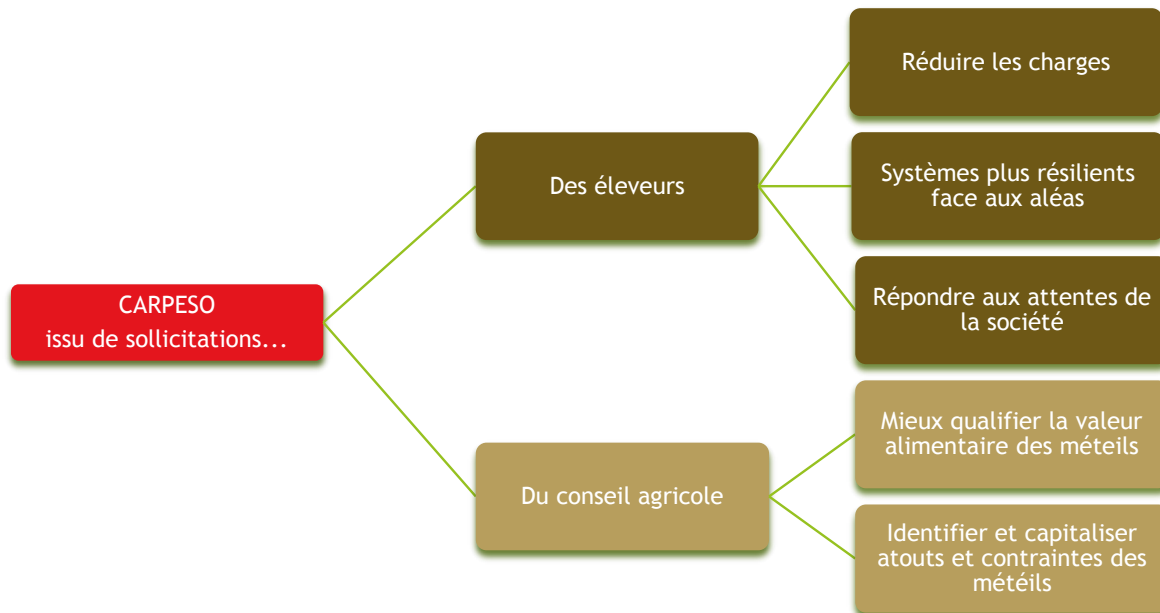 CARPESO
issu de sollicitations...
Des éleveurs
Réduire les charges
Systèmes plus résilients
face aux aléas
Répondre aux attentes de
la société
Du conseil agricole
Mieux qualifier la valeur
alimentaire des méteils
Identifier et capitaliser
atouts et contraintes des
météils